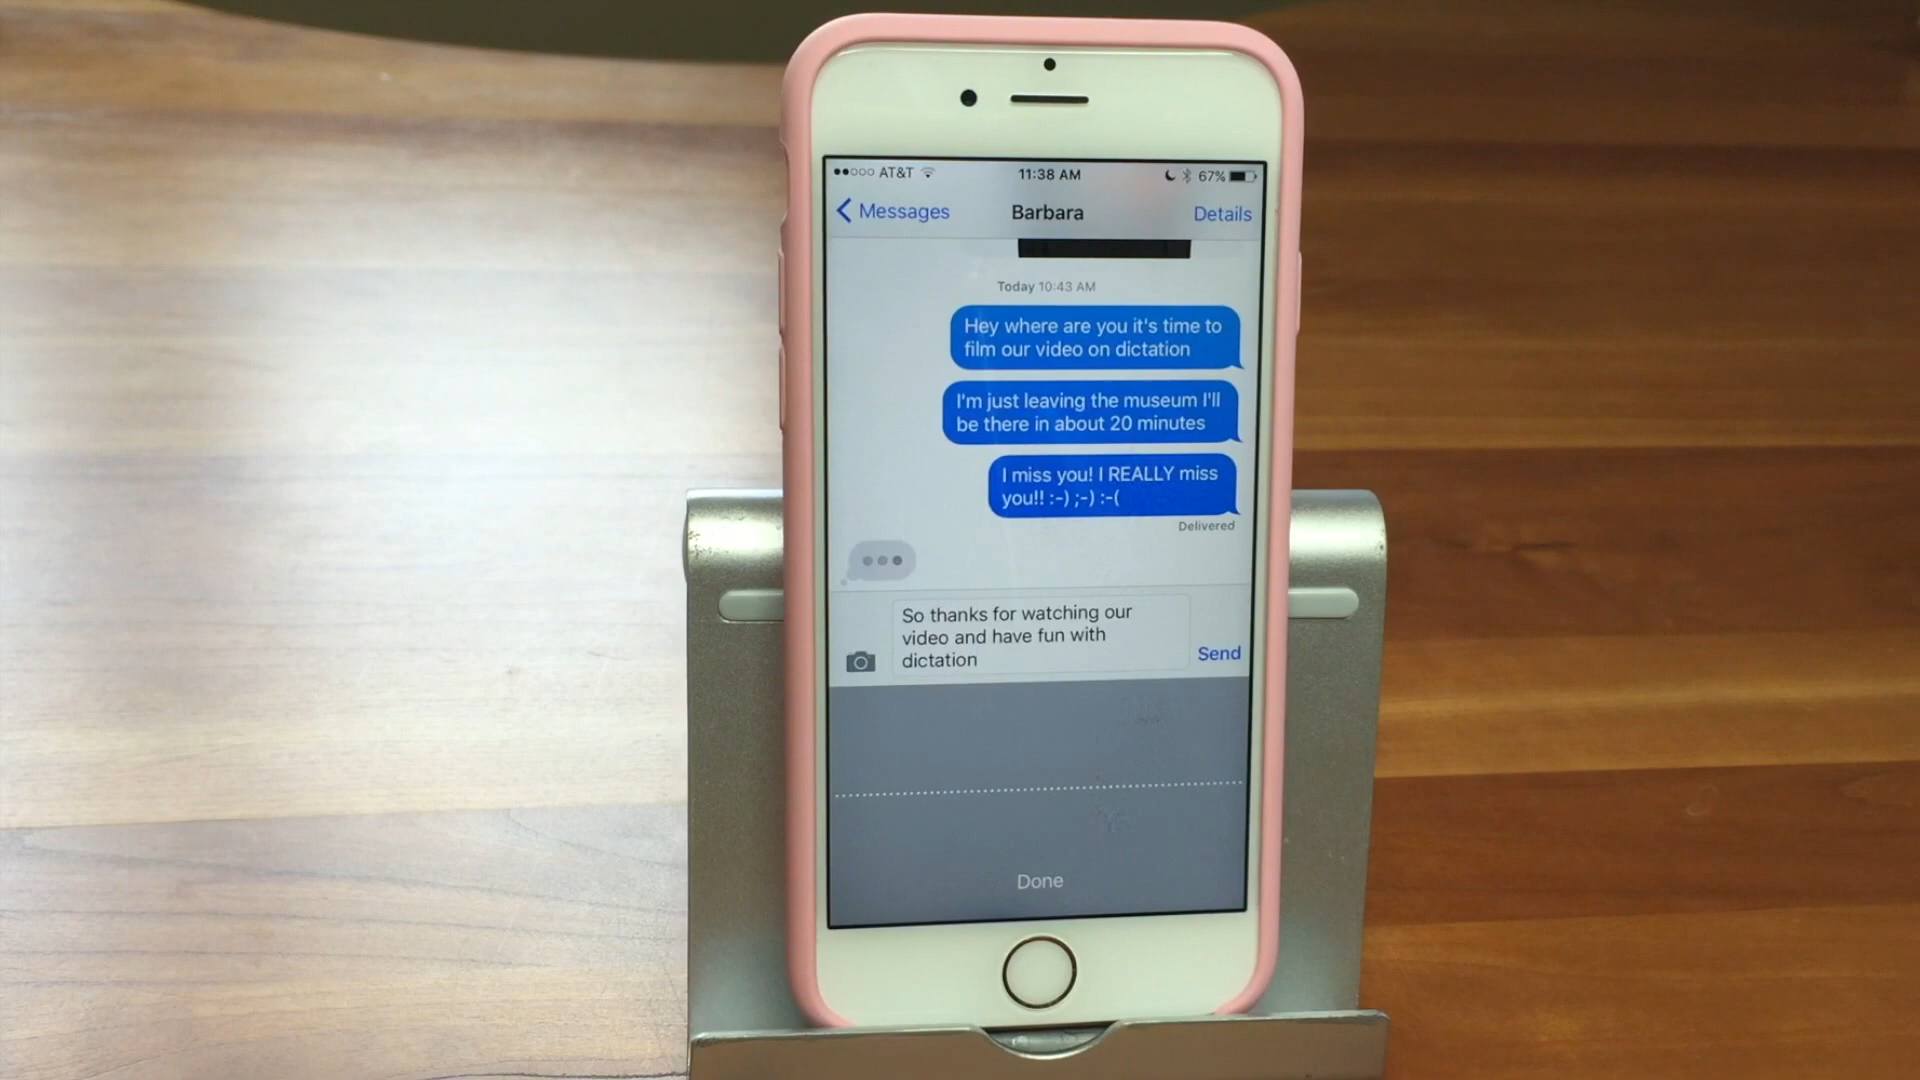 AT&T 11:38 AM 67%
Messages Barbara Details
Today 10:43 AM
Hey where are you it's time to
film our video on dictation
I'm just leaving the museum I'll
be there in about 20 minutes
I miss you! I REALLY miss
you!! :-) ;-) :-(
Delivered
So thanks for watching our
video and have fun with
dictation
Send
Done